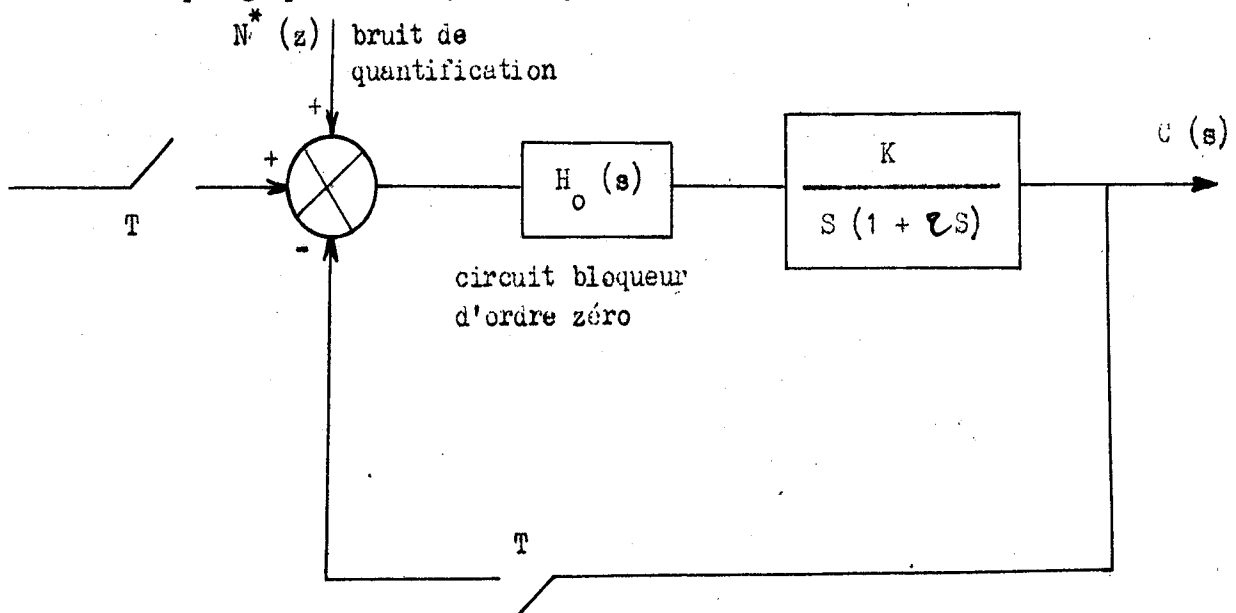 N* (z) bruit de
quantification
+
+
-
T
H₀ (s)
circuit bloqueur
d'ordre zéro
K
S (1 + τS)
C (s)
T